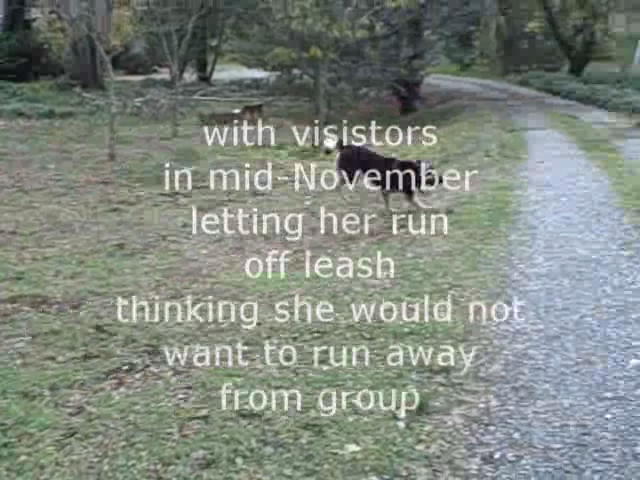 with visistors
in mid-November
letting her run
off leash
thinking she would not
want to run away
from group